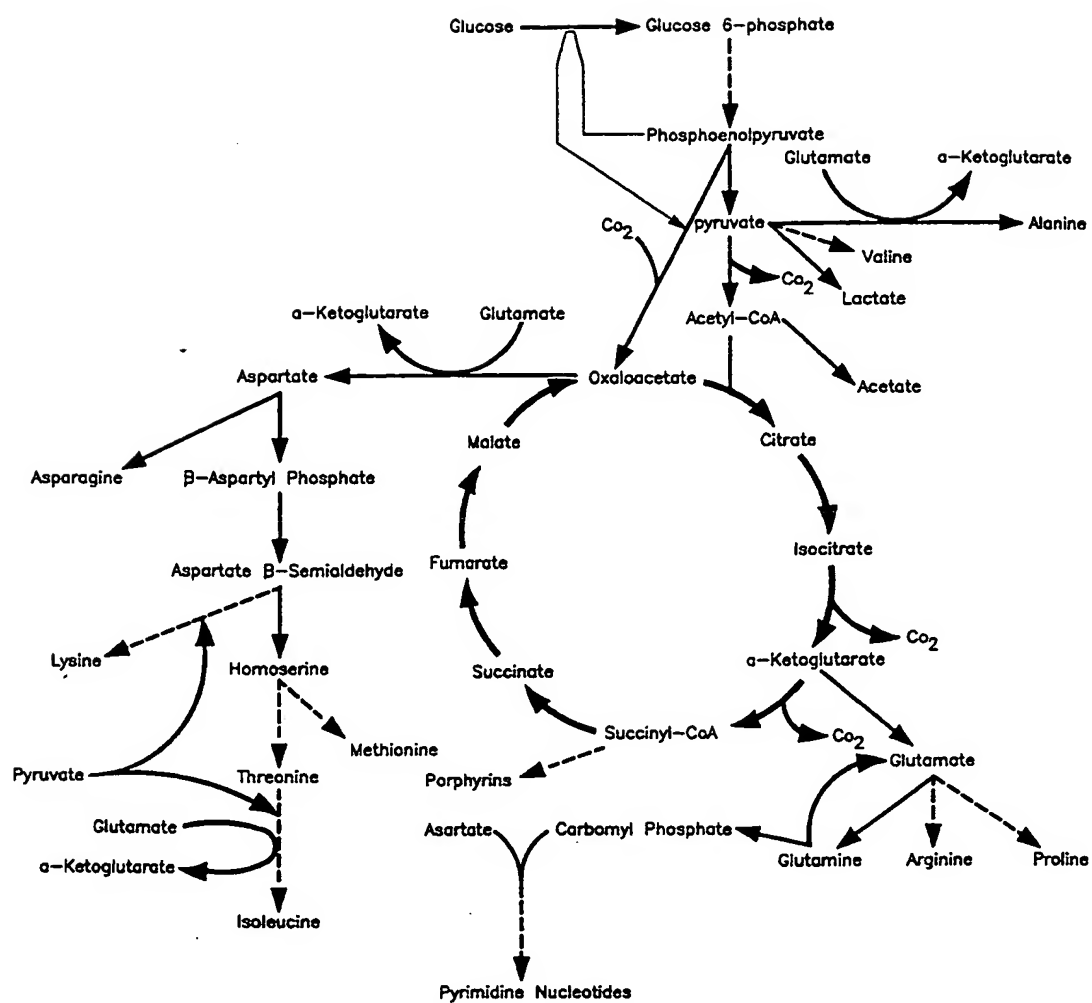 Glucose
Glucose 6-phosphate
Phosphoenolpyruvate
Glutamate
a-Ketoglutarate
Co2
pyruvate
Alanine
Valine
Co2
Lactate
a-Ketoglutarate
Glutamate
Acetyl-CoA
Aspartate
Oxaloacetate
Acetate
Malate
Citrate
Asparagine
β-Aspartyl Phosphate
Isocitrate
Aspartate β-Semialdehyde
Fumarate
Co2
Lysine
Homoserine
Succinate
a-Ketoglutarate
Methionine
Succinyl-CoA
Co2
Pyruvate
Threonine
Porphyrins
Glutamate
Glutamate
Asartate
Carbomyl Phosphate
a-Ketoglutarate
Glutamine
Arginine
Proline
Isoleucine
Pyrimidine Nucleotides